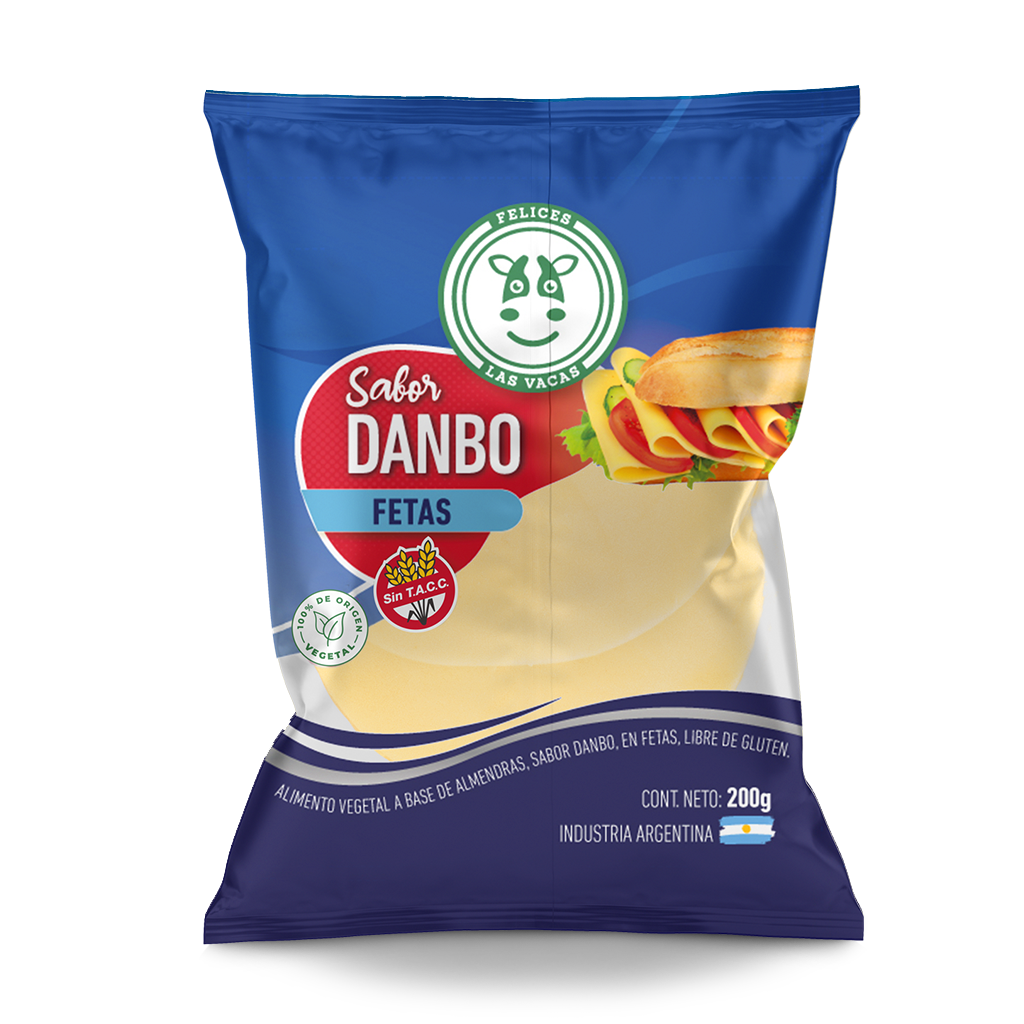 FELICES
LAS VACAS
Sabor
DANBO
FETAS
Sin T.A.C.C.
100% DE ORIGEN
VEGETAL
ALIMENTO VEGETAL A BASE DE ALMENDRAS, SABOR DANBO, EN FETAS, LIBRE DE GLUTEN.
CONT. NETO: 200g
INDUSTRIA ARGENTINA